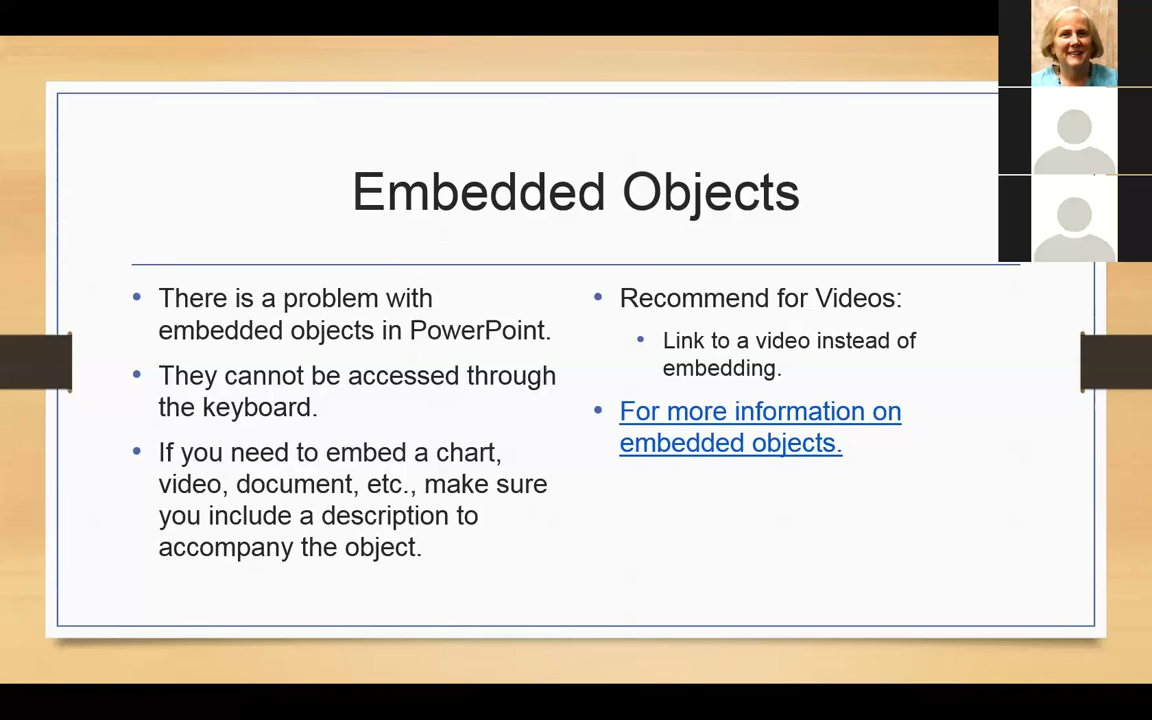 Embedded Objects
• There is a problem with
embedded objects in PowerPoint.
• They cannot be accessed through
the keyboard.
• If you need to embed a chart,
video, document, etc., make sure
you include a description to
accompany the object.
• Recommend for Videos:
• Link to a video instead of
embedding.
• For more information on
embedded objects.